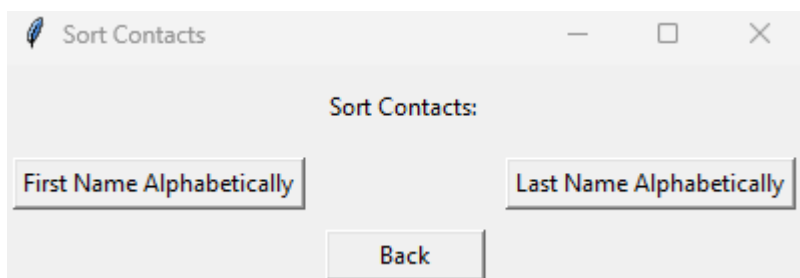 Sort Contacts
Sort Contacts:
First Name Alphabetically
Last Name Alphabetically
Back